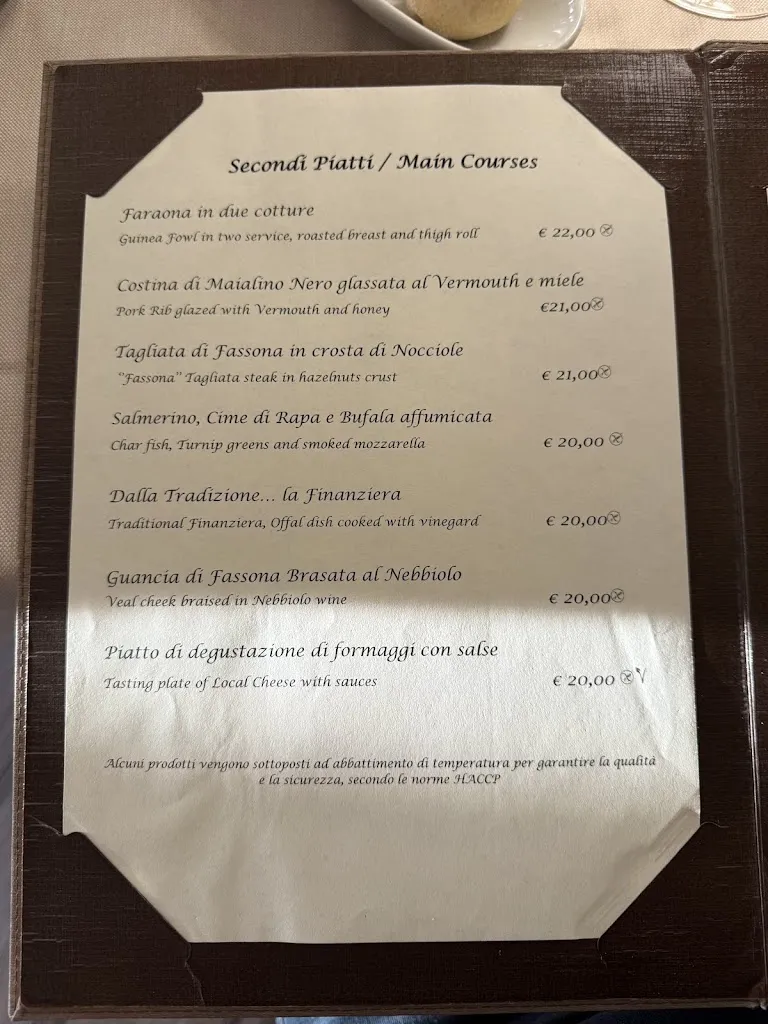 Secondi Piatti / Main Courses
Faraona in due cotture
Guinea Fowl in two service, roasted breast and thigh roll € 22,00
Costina di Maialino Nero glassata al Vermouth e miele
Pork Rib glazed with Vermouth and honey €21,00
Tagliata di Fassona in crosta di Nocciole
"Fassona" Tagliata steak in hazelnuts crust € 21,00
Salmerino, Cime di Rapa e Bufala affumicata
Char fish, Turnip greens and smoked mozzarella € 20,00
Dalla Tradizione... la Finanziera
Traditional Finanziera, Offal dish cooked with vinegard € 20,00
Guancia di Fassona Brasata al Nebbiolo
Veal cheek braised in Nebbiolo wine € 20,00
Piatto di degustazione di formaggi con salse
Tasting plate of Local Cheese with sauces € 20,00 V
Alcuni prodotti vengono sottoposti ad abbattimento di temperatura per garantire la qualità
e la sicurezza, secondo le norme HACCP